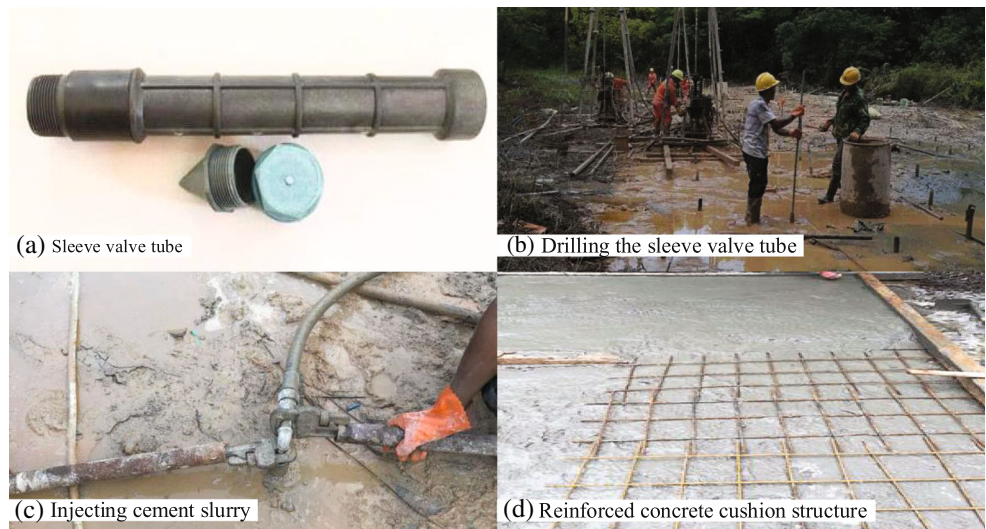 (a) Sleeve valve tube
(b) Drilling the sleeve valve tube
(c) Injecting cement slurry
(d) Reinforced concrete cushion structure